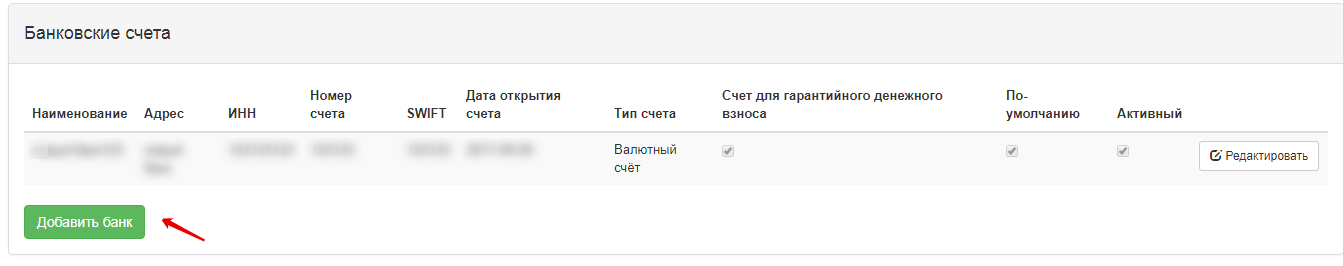 Банковские счета
Наименование Адрес ИНН Номер счета SWIFT Дата открытия счета Тип счета Счет для гарантийного денежного взноса По-умолчанию Активный
Валютный счёт Редактировать
Добавить банк